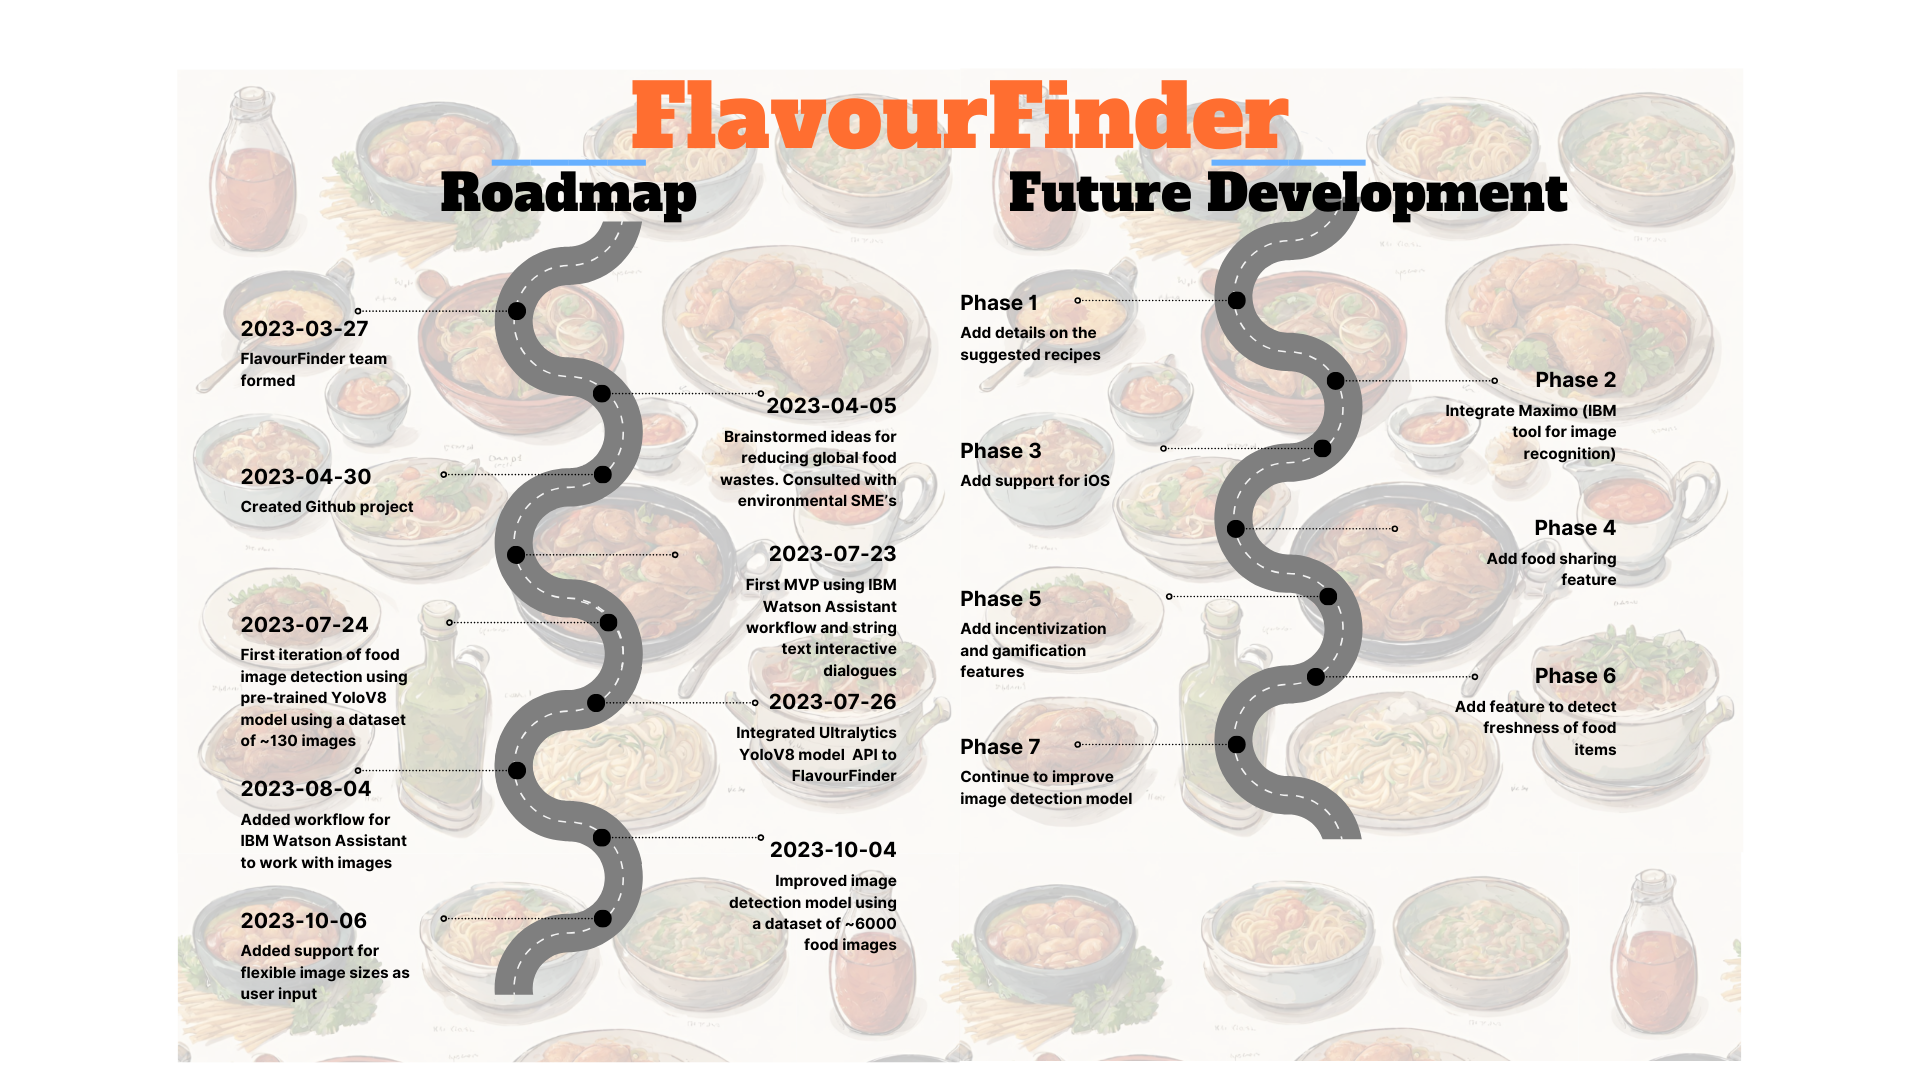 FlavourFinder
Roadmap
2023-03-27
FlavourFinder team
formed
2023-04-05
Brainstormed ideas for
reducing global food
wastes. Consulted with
environmental SME's
2023-04-30
Created Github project
2023-07-23
First MVP using IBM
Watson Assistant
workflow and string
text interactive
dialogues
2023-07-24
First iteration of food
image detection using
pre-trained YoloV8
model using a dataset
of ~130 images
2023-07-26
Integrated Ultralytics
YoloV8 model  API to
FlavourFinder
2023-08-04
Added workflow for
IBM Watson Assistant
to work with images
2023-10-04
Improved image
detection model using
a dataset of ~6000
food images
2023-10-06
Added support for
flexible image sizes as
user input
Future Development
Phase 1
Add details on the
suggested recipes
Phase 2
Integrate Maximo (IBM
tool for image
recognition)
Phase 3
Add support for iOS
Phase 4
Add food sharing
feature
Phase 5
Add incentivization
and gamification
features
Phase 6
Add feature to detect
freshness of food
items
Phase 7
Continue to improve
image detection model